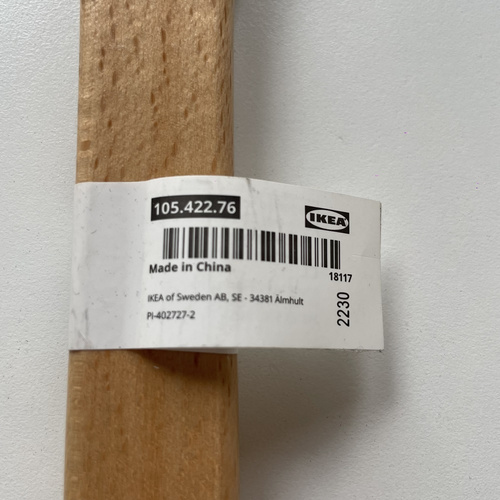 105.422.76
IKEA
Made in China
18117
IKEA of Sweden AB, SE - 34381 Älmhult
PI-402727-2
2230